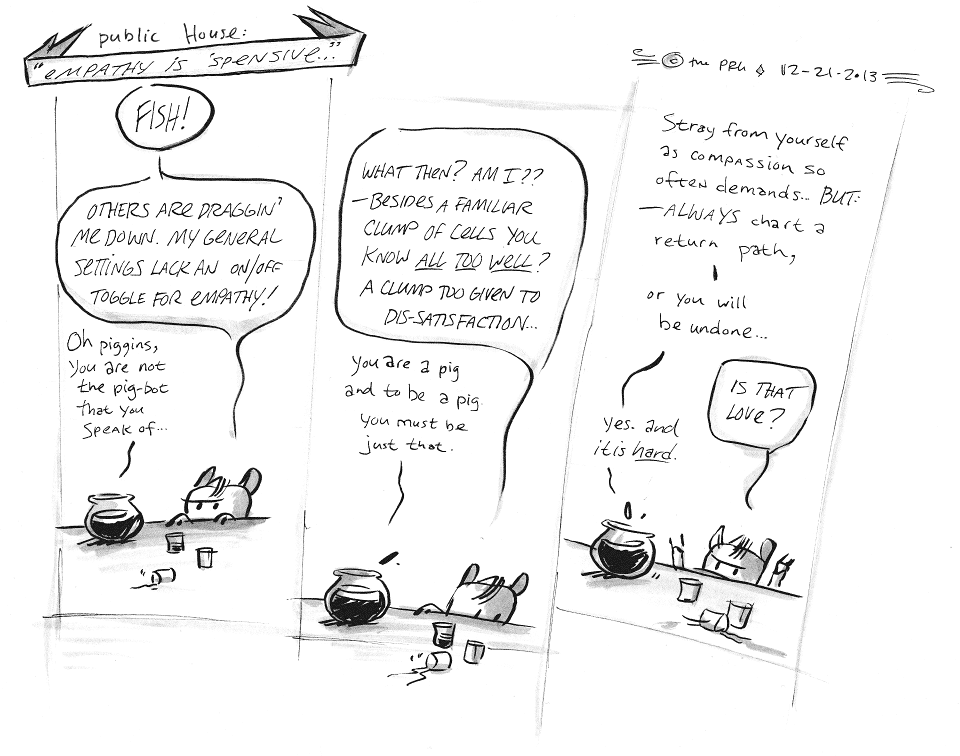 public House:
"EMPATHY is 'SPENSIVE..."
© the PRU ◊ 12-21-2013
FISH!
OTHERS ARE DRAGGIN'
ME DOWN. MY GENERAL
SETTINGS LACK AN ON/OFF
TOGGLE FOR EMPATHY!
Oh piggins,
you are not
the pig-bot
that you
speak of...
WHAT THEN? AM I??
—BESIDES A FAMILIAR
CLUMP OF CELLS YOU
KNOW ALL TOO WELL?
A CLUMP TOO GIVEN TO
DIS-SATISFACTION...
you are a pig
and to be a pig.
you must be
just that.
Stray from yourself
as compassion so
often demands... BUT:
—ALWAYS chart a
return path,
or you will
be undone...
IS THAT
LOVE?
yes. and
it is hard.